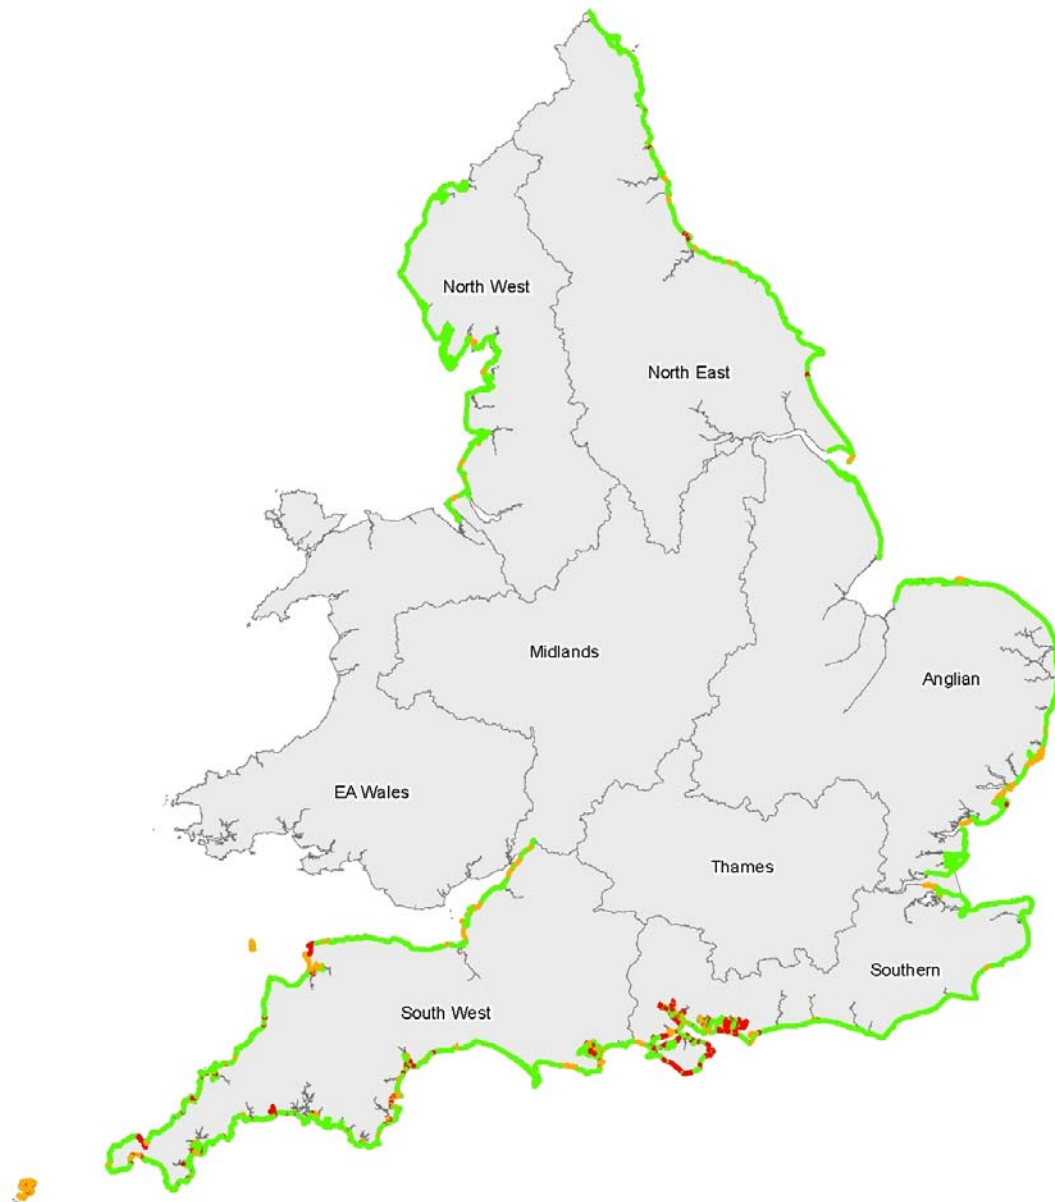 North West
North East
Midlands
Anglian
EA Wales
Thames
Southern
South West